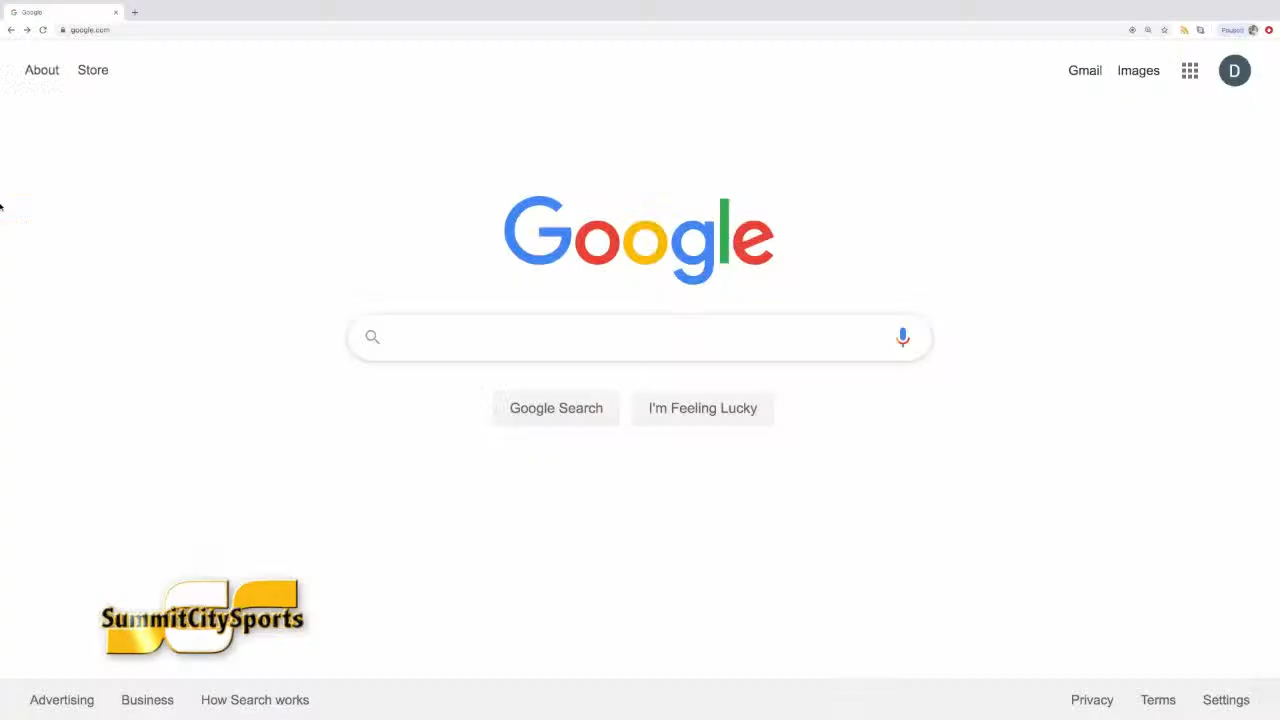 Google
google.com
Paused
About Store
Gmail Images
D
Google
Google Search I'm Feeling Lucky
SummitCitySports
Advertising Business How Search works
Privacy Terms Settings